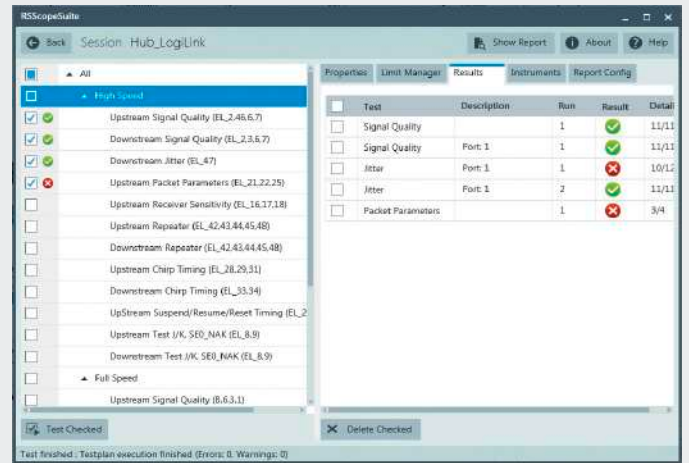 RSScopeSuite
Back Session Hub_LogiLink Show Report About Help
All
High Speed
Upstream Signal Quality (EL_2.46,6,7)
Downstream Signal Quality (EL_2,3,6,7)
Downstream Jitter (EL_47)
Upstream Packet Parameters (EL_21,22,25)
Upstream Receiver Sensitivity (EL_16,17,18)
Upstream Repeater (EL_42,43,44,45,48)
Downstream Repeater (EL_42,43,44,45,48)
Upstream Chirp Timing (EL_28,29,31)
Downstream Chirp Timing (EL_33,34)
UpStream Suspend/Resume/Reset Timing (EL_2
Upstream Test J/K, SE0_NAK (EL_8,9)
Downstream Test J/K, SE0_NAK (EL_8,9)
Full Speed
Upstream Signal Quality (B,6,3,1)
Test Checked
Properties Limit Manager Results Instruments Report Config
Test Description Run Result Detail
Signal Quality 1 11/11
Signal Quality Port: 1 1 11/11
Jitter Port: 1 1 10/12
Jitter Port: 1 2 11/11
Packet Parameters 1 3/4
Delete Checked
Test finished : Testplan execution finished (Errors: 0, Warnings: 0)